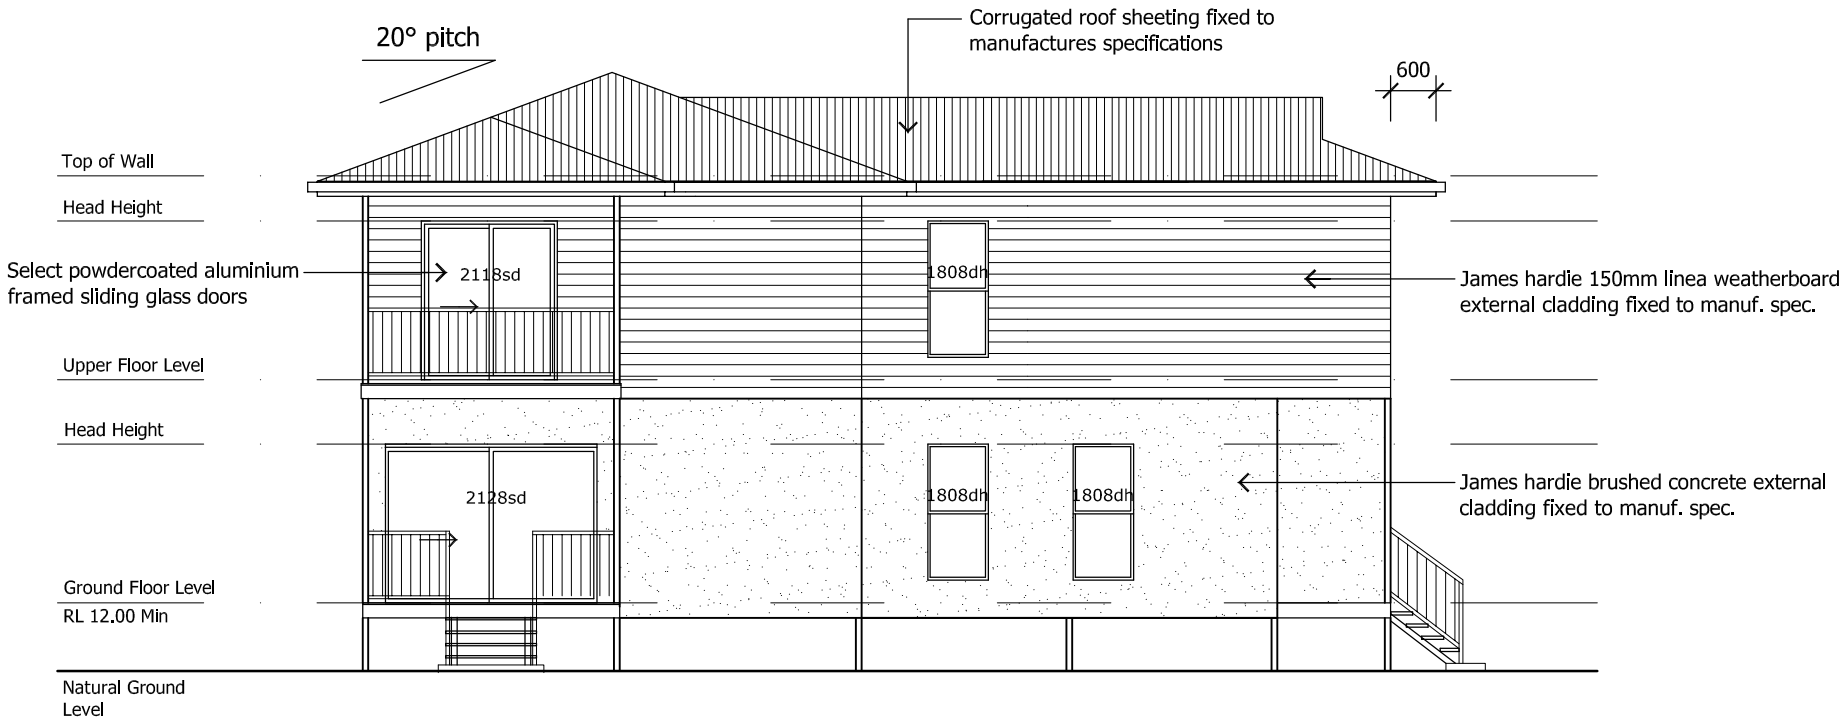 Corrugated roof sheeting fixed to
manufactures specifications
20° pitch
600
Top of Wall
Head Height
Select powdercoated aluminium
framed sliding glass doors
2118sd
1808dh
James hardie 150mm linea weatherboard
external cladding fixed to manuf. spec.
Upper Floor Level
Head Height
2128sd
1808dh
1808dh
James hardie brushed concrete external
cladding fixed to manuf. spec.
Ground Floor Level
RL 12.00 Min
Natural Ground
Level